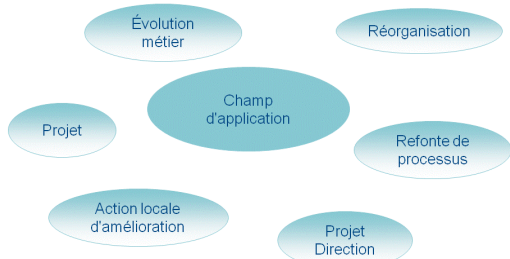 Évolution
métier
Réorganisation
Champ
d'application
Projet
Refonte de
processus
Action locale
d'amélioration
Projet
Direction